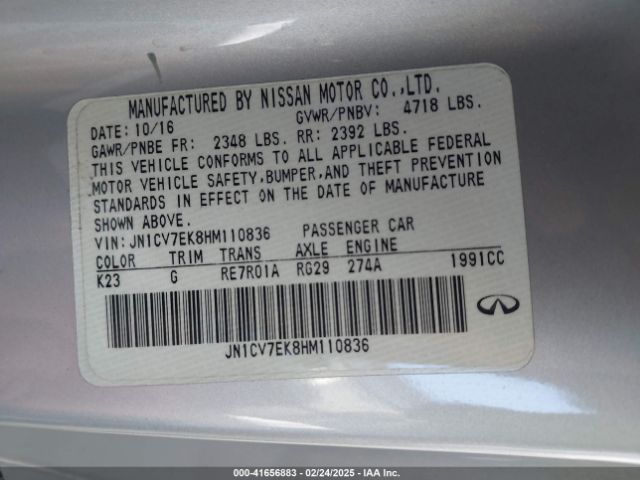 MANUFACTURED BY NISSAN MOTOR CO.,LTD.
DATE: 10/16 GVWR/PNBV: 4718 LBS.
GAWR/PNBE FR: 2348 LBS. RR: 2392 LBS.
THIS VEHICLE CONFORMS TO ALL APPLICABLE FEDERAL
MOTOR VEHICLE SAFETY,BUMPER,AND THEFT PREVENTION
STANDARDS IN EFFECT ON THE DATE OF MANUFACTURE
SHOWN ABOVE.
VIN: JN1CV7EK8HM110836 PASSENGER CAR
COLOR TRIM TRANS AXLE ENGINE
K23 G RE7R01A RG29 274A 1991CC
JN1CV7EK8HM110836
000-41656883 - 02/24/2025 - IAA Inc.